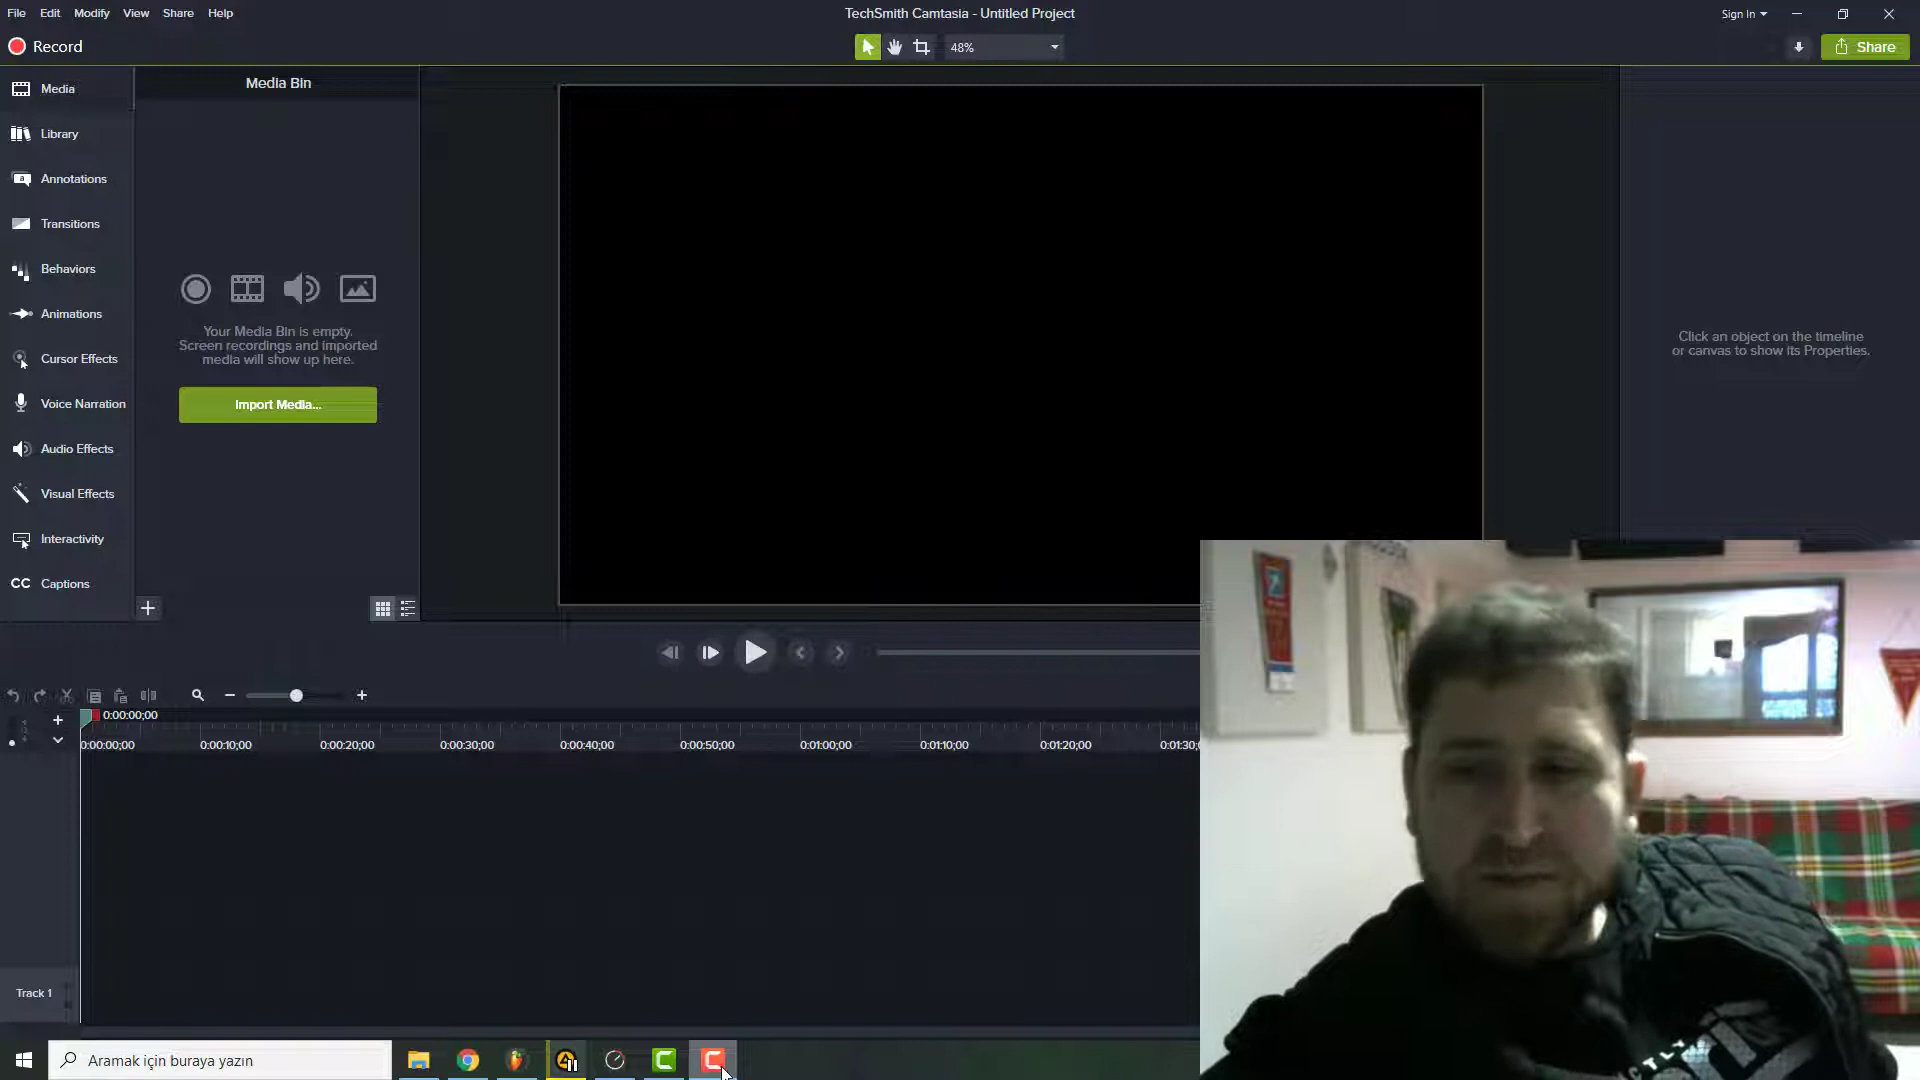 File Edit Modify View Share Help
TechSmith Camtasia - Untitled Project
Sign In
Record
48%
Share
Media
Library
Annotations
Transitions
Behaviors
Animations
Cursor Effects
Voice Narration
Audio Effects
Visual Effects
Interactivity
CC Captions
Media Bin
Your Media Bin is empty.
Screen recordings and imported
media will show up here.
Import Media...
Click an object on the timeline
or canvas to show its Properties.
0:00:00;00
0:00:00;00 0:00:10;00 0:00:20;00 0:00:30;00 0:00:40;00 0:00:50;00 0:01:00;00 0:01:10;00 0:01:20;00 0:01:30;
Track 1
Aramak için buraya yazın